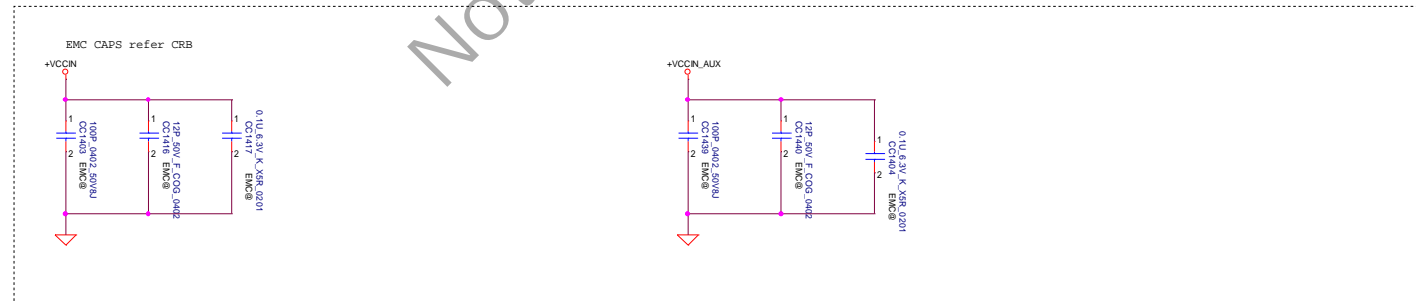 Not
EMC CAPS refer CRB
+VCCIN
1
2
100P_0402_50V8J
CC1403
EMC@
1
2
12P_50V_F_COG_0402
CC1416
EMC@
1
2
0.1U_6.3V_K_X5R_0201
CC1417
EMC@
+VCCIN_AUX
1
2
100P_0402_50V8J
CC1439
EMC@
1
2
12P_50V_F_COG_0402
CC1440
EMC@
1
2
0.1U_6.3V_K_X5R_0201
CC1404
EMC@